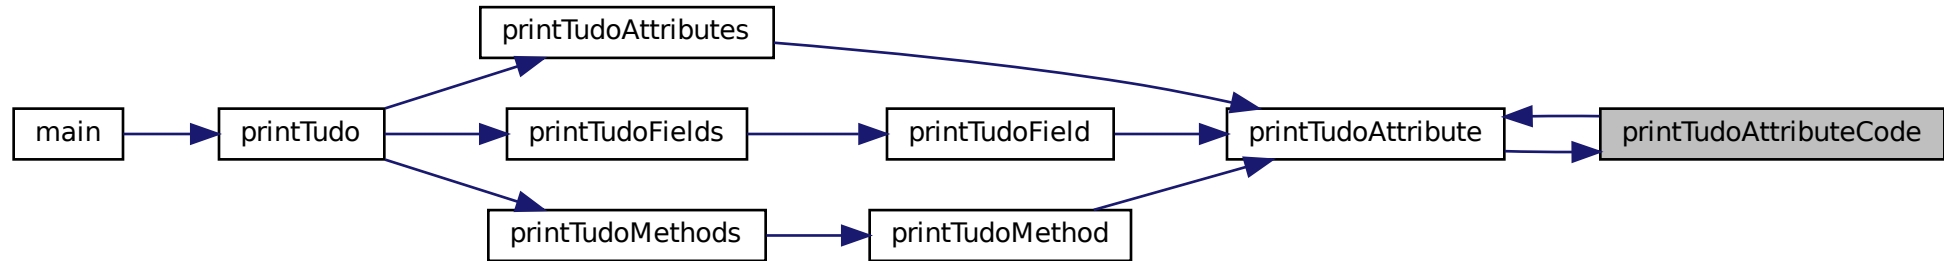 printTudoAttributes
main
printTudo
printTudoFields
printTudoField
printTudoAttribute
printTudoAttributeCode
printTudoMethods
printTudoMethod